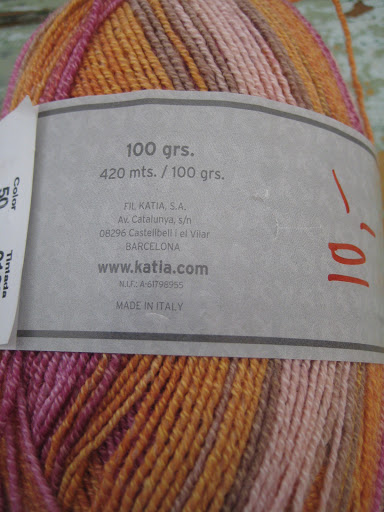 100 grs.
420 mts. / 100 grs.
FIL KATIA, S.A.
Av. Catalunya, s/n
08296 Castellbell i el Vilar
BARCELONA
www.katia.com
N.I.F.: A-61798955
MADE IN ITALY
10,-
Color
50
Tintada